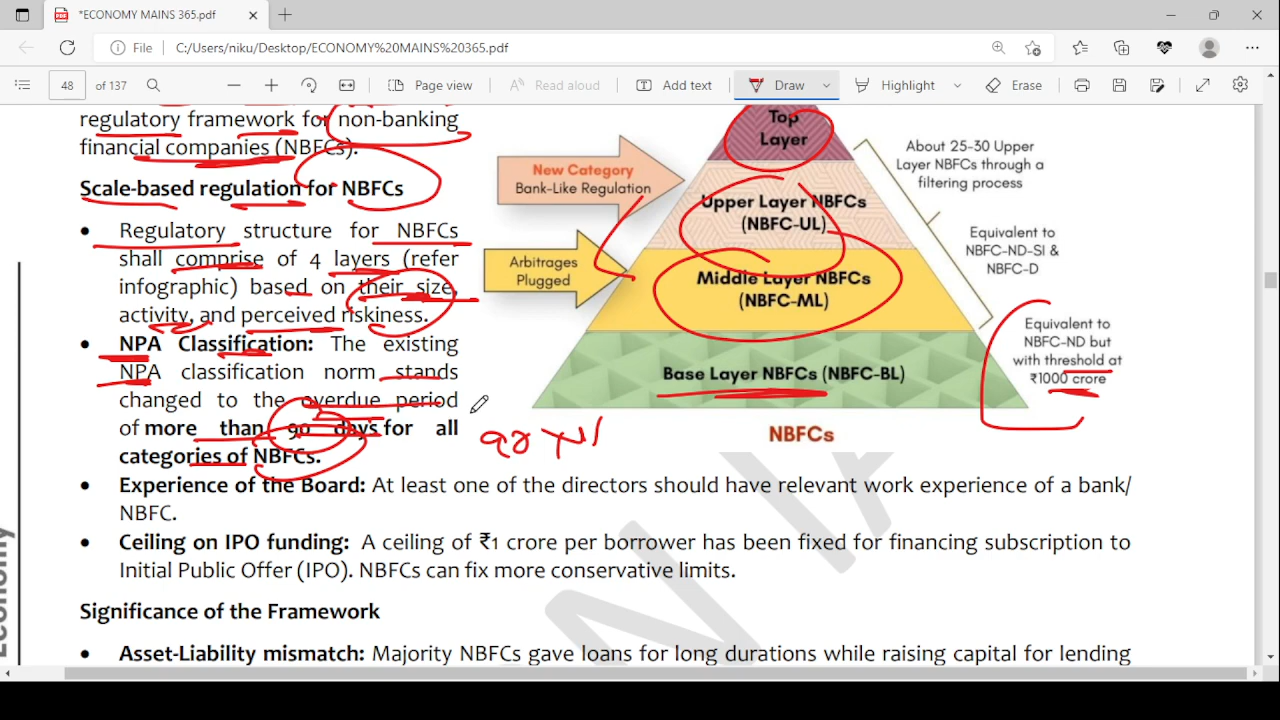 *ECONOMY MAINS 365.pdf
File
C:/Users/niku/Desktop/ECONOMY%20MAINS%20365.pdf
48 of 137
Page view
Read aloud
Add text
Draw
Highlight
Erase
regulatory framework for non-banking
financial companies (NBFCs).
Scale-based regulation for NBFCs
• Regulatory structure for NBFCs
shall comprise of 4 layers (refer
infographic) based on their size,
activity, and perceived riskiness.
• NPA Classification: The existing
NPA classification norm stands
changed to the overdue period
of more than 90 days for all
categories of NBFCs.
Top
Layer
New Category
Bank-Like Regulation
Upper Layer NBFCs
(NBFC-UL)
Arbitrages
Plugged
Middle Layer NBFCs
(NBFC-ML)
Base Layer NBFCs (NBFC-BL)
About 25-30 Upper
Layer NBFCs through a
filtering process
Equivalent to
NBFC-ND-SI &
NBFC-D
Equivalent to
NBFC-ND but
with threshold at
₹1000 crore
NBFCs
• Experience of the Board: At least one of the directors should have relevant work experience of a bank/
NBFC.
• Ceiling on IPO funding: A ceiling of ₹1 crore per borrower has been fixed for financing subscription to
Initial Public Offer (IPO). NBFCs can fix more conservative limits.
Significance of the Framework
• Asset-Liability mismatch: Majority NBFCs gave loans for long durations while raising capital for lending